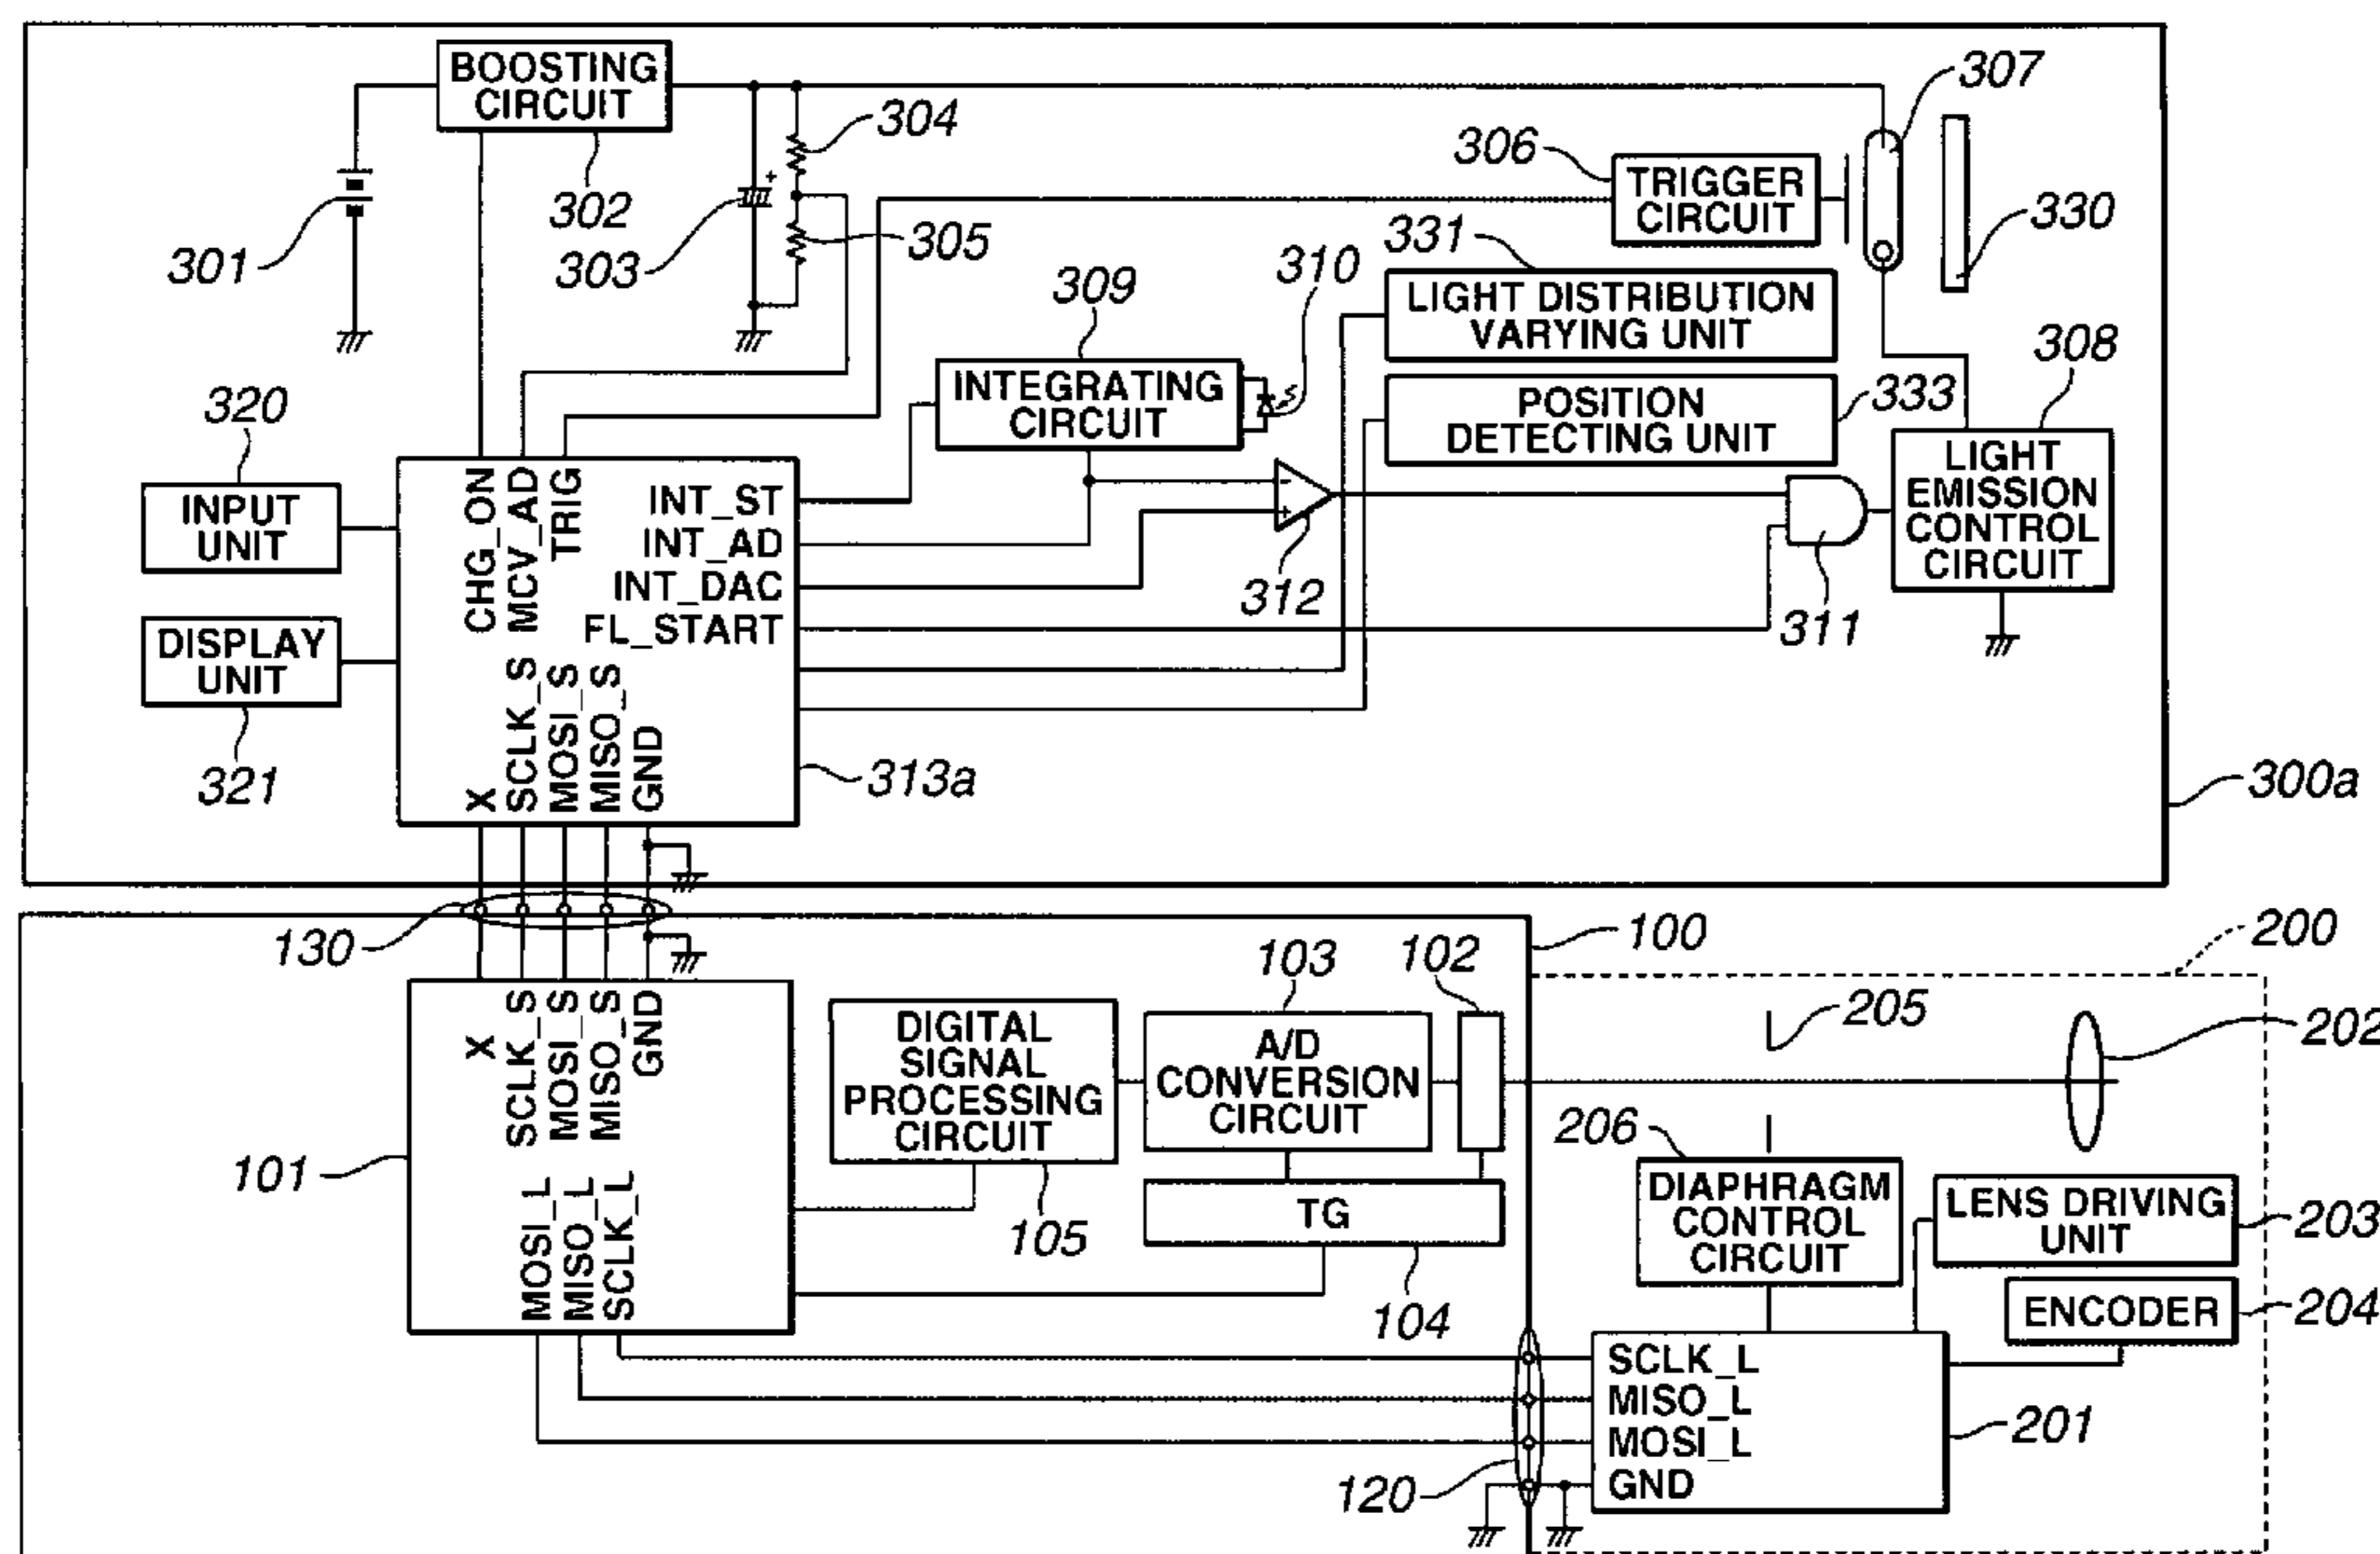 BOOSTING
CIRCUIT
301
302
303
304
305
306
TRIGGER
CIRCUIT
307
330
331
LIGHT DISTRIBUTION
VARYING UNIT
309
310
INTEGRATING
CIRCUIT
POSITION
DETECTING UNIT
333
308
LIGHT
EMISSION
CONTROL
CIRCUIT
320
INPUT
UNIT
DISPLAY
UNIT
321
CHG_ON
MCV_AD
TRIG
INT_ST
INT_AD
INT_DAC
FL_START
312
311
X
SCLK_S
MOSI_S
MISO_S
GND
313a
300a
130
100
200
X
SCLK_S
MOSI_S
MISO_S
GND
101
MOSI_L
MISO_L
SCLK_L
DIGITAL
SIGNAL
PROCESSING
CIRCUIT
105
103
A/D
CONVERSION
CIRCUIT
102
TG
104
205
202
206
DIAPHRAGM
CONTROL
CIRCUIT
LENS DRIVING
UNIT
203
ENCODER
204
SCLK_L
MISO_L
MOSI_L
GND
201
120